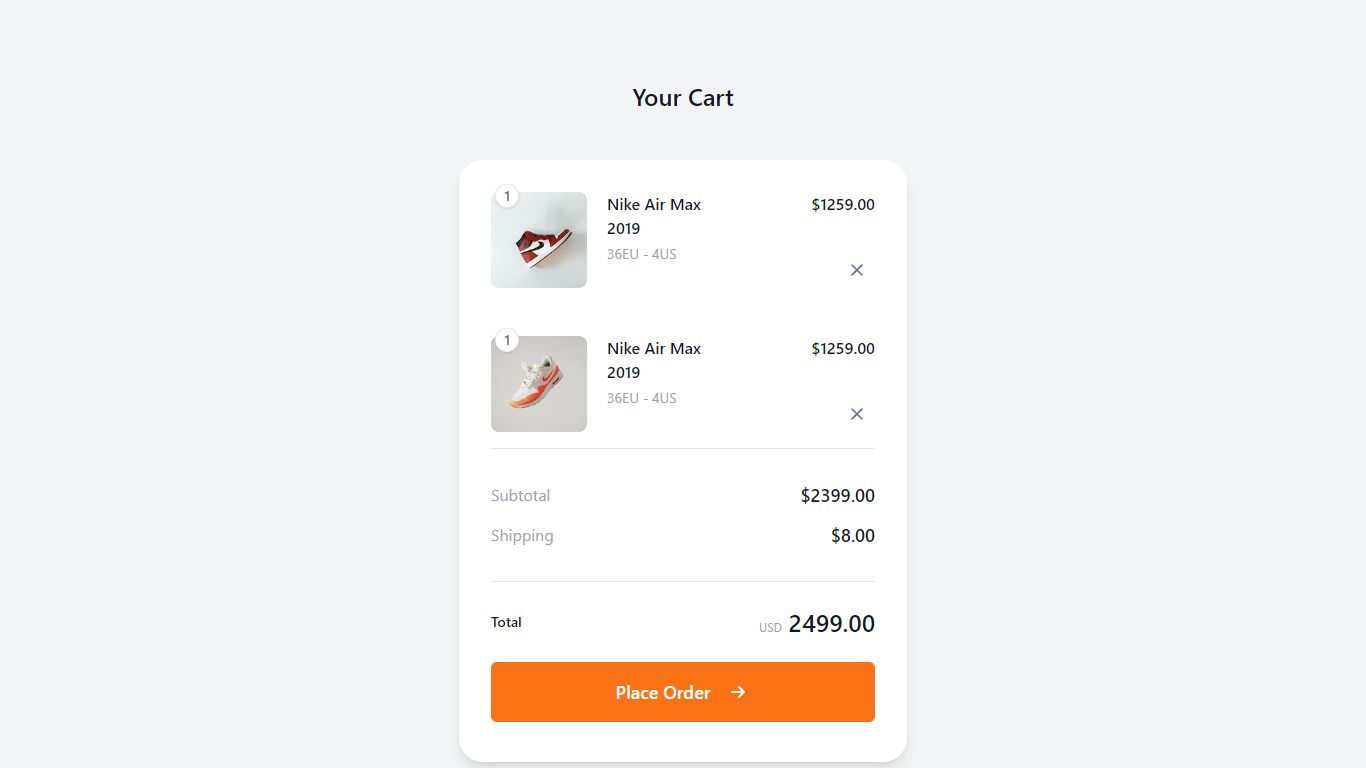 Your Cart
1
Nike Air Max
2019
36EU - 4US
$1259.00
1
Nike Air Max
2019
36EU - 4US
$1259.00
Subtotal
$2399.00
Shipping
$8.00
Total
USD 2499.00
Place Order